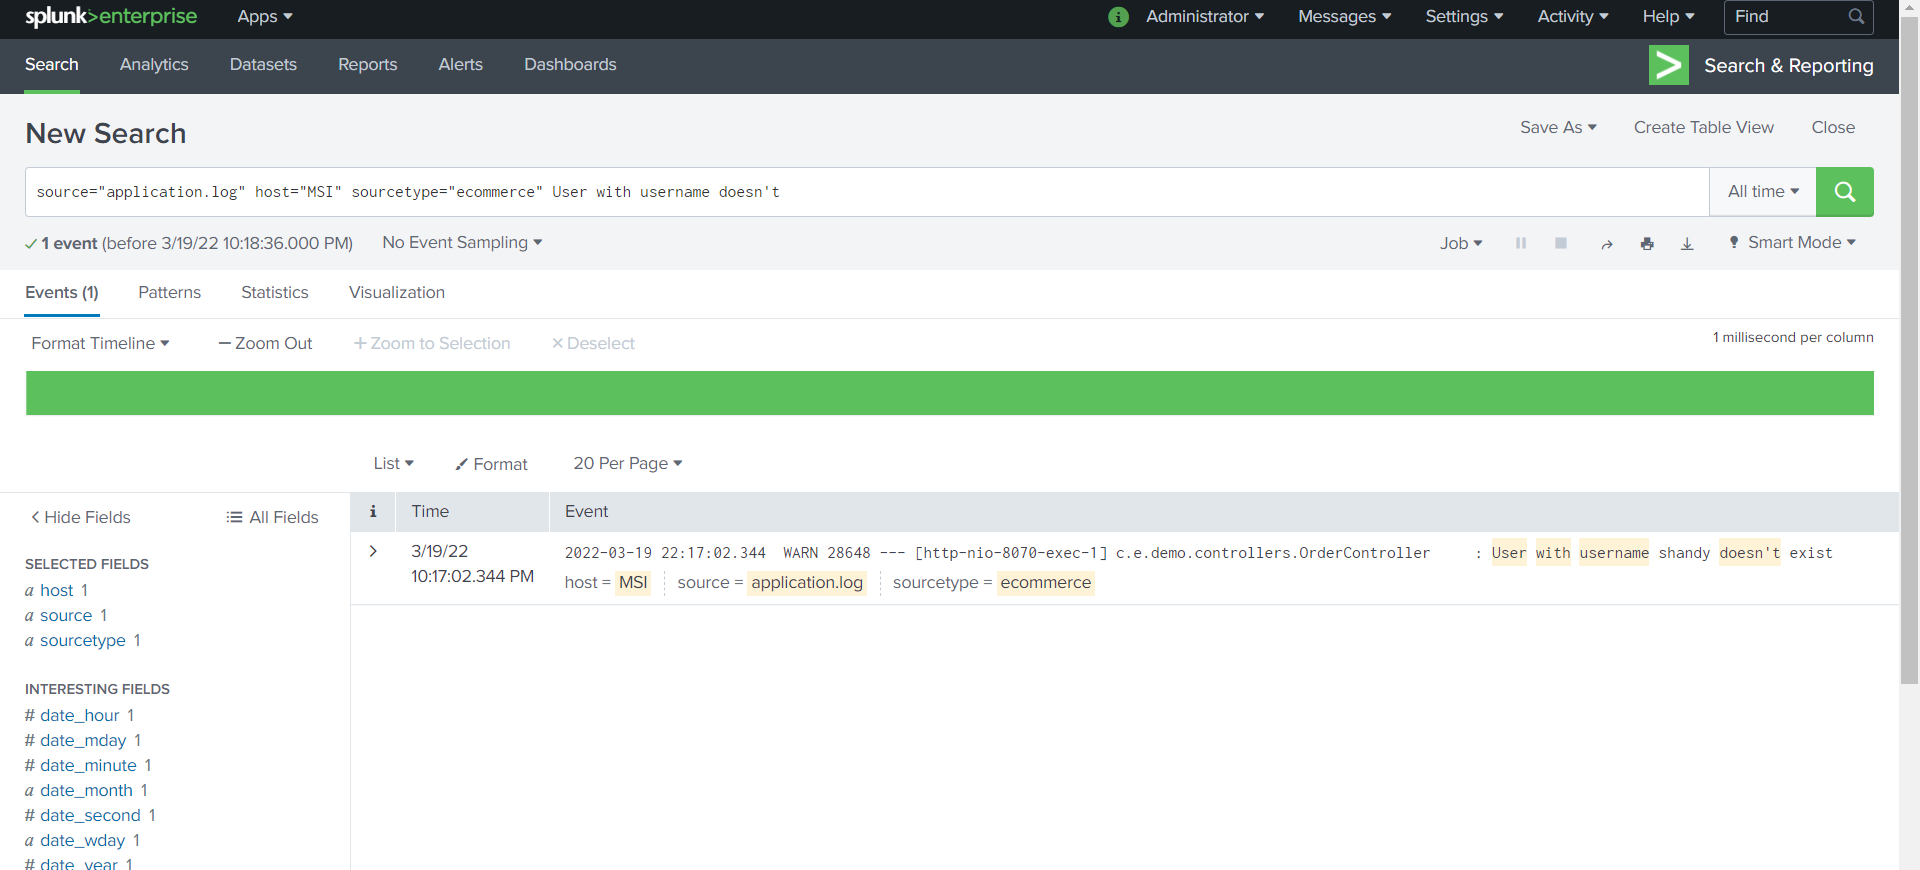 splunk>enterprise Apps Administrator Messages Settings Activity Help Find
Search Analytics Datasets Reports Alerts Dashboards Search & Reporting
New Search Save As Create Table View Close
source="application.log" host="MSI" sourcetype="ecommerce" User with username doesn't All time
1 event (before 3/19/22 10:18:36.000 PM) No Event Sampling Job Smart Mode
Events (1) Patterns Statistics Visualization
Format Timeline Zoom Out Zoom to Selection Deselect 1 millisecond per column
List Format 20 Per Page
Hide Fields All Fields
SELECTED FIELDS
a host 1
a source 1
a sourcetype 1
INTERESTING FIELDS
# date_hour 1
# date_mday 1
# date_minute 1
a date_month 1
# date_second 1
a date_wday 1
# date_year 1
i Time Event
3/19/22
10:17:02.344 PM
2022-03-19 22:17:02.344 WARN 28648 --- [http-nio-8070-exec-1] c.e.demo.controllers.OrderController : User with username shandy doesn't exist
host = MSI source = application.log sourcetype = ecommerce